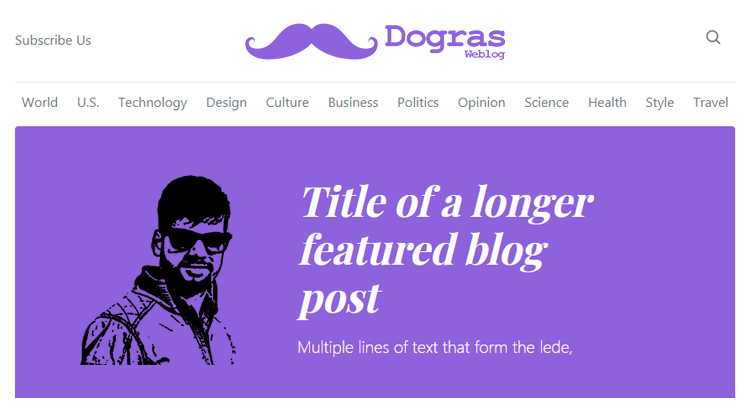 Subscribe Us
Dogras
Weblog
World U.S. Technology Design Culture Business Politics Opinion Science Health Style Travel
Title of a longer
featured blog
post
Multiple lines of text that form the lede,